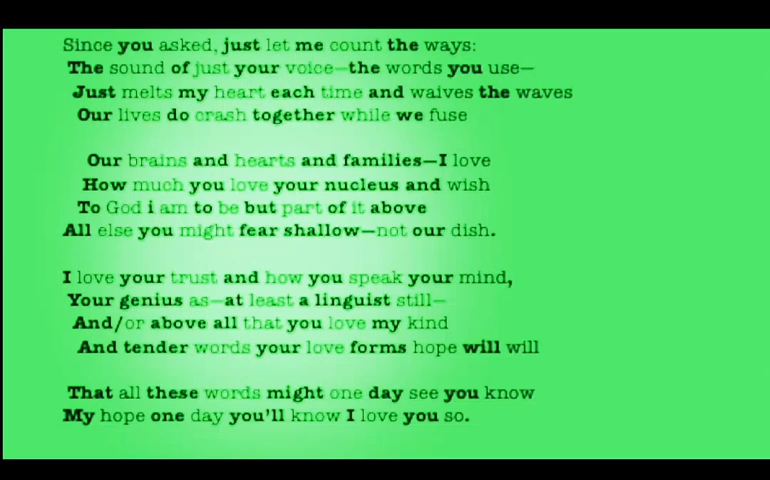 Since you asked, just let me count the ways:
The sound of just your voice—the words you use—
Just melts my heart each time and waives the waves
Our lives do crash together while we fuse
Our brains and hearts and families—I love
How much you love your nucleus and wish
To God i am to be but part of it above
All else you might fear shallow—not our dish.
I love your trust and how you speak your mind,
Your genius as—at least a linguist still—
And/or above all that you love my kind
And tender words your love forms hope will will
That all these words might one day see you know
My hope one day you'll know I love you so.